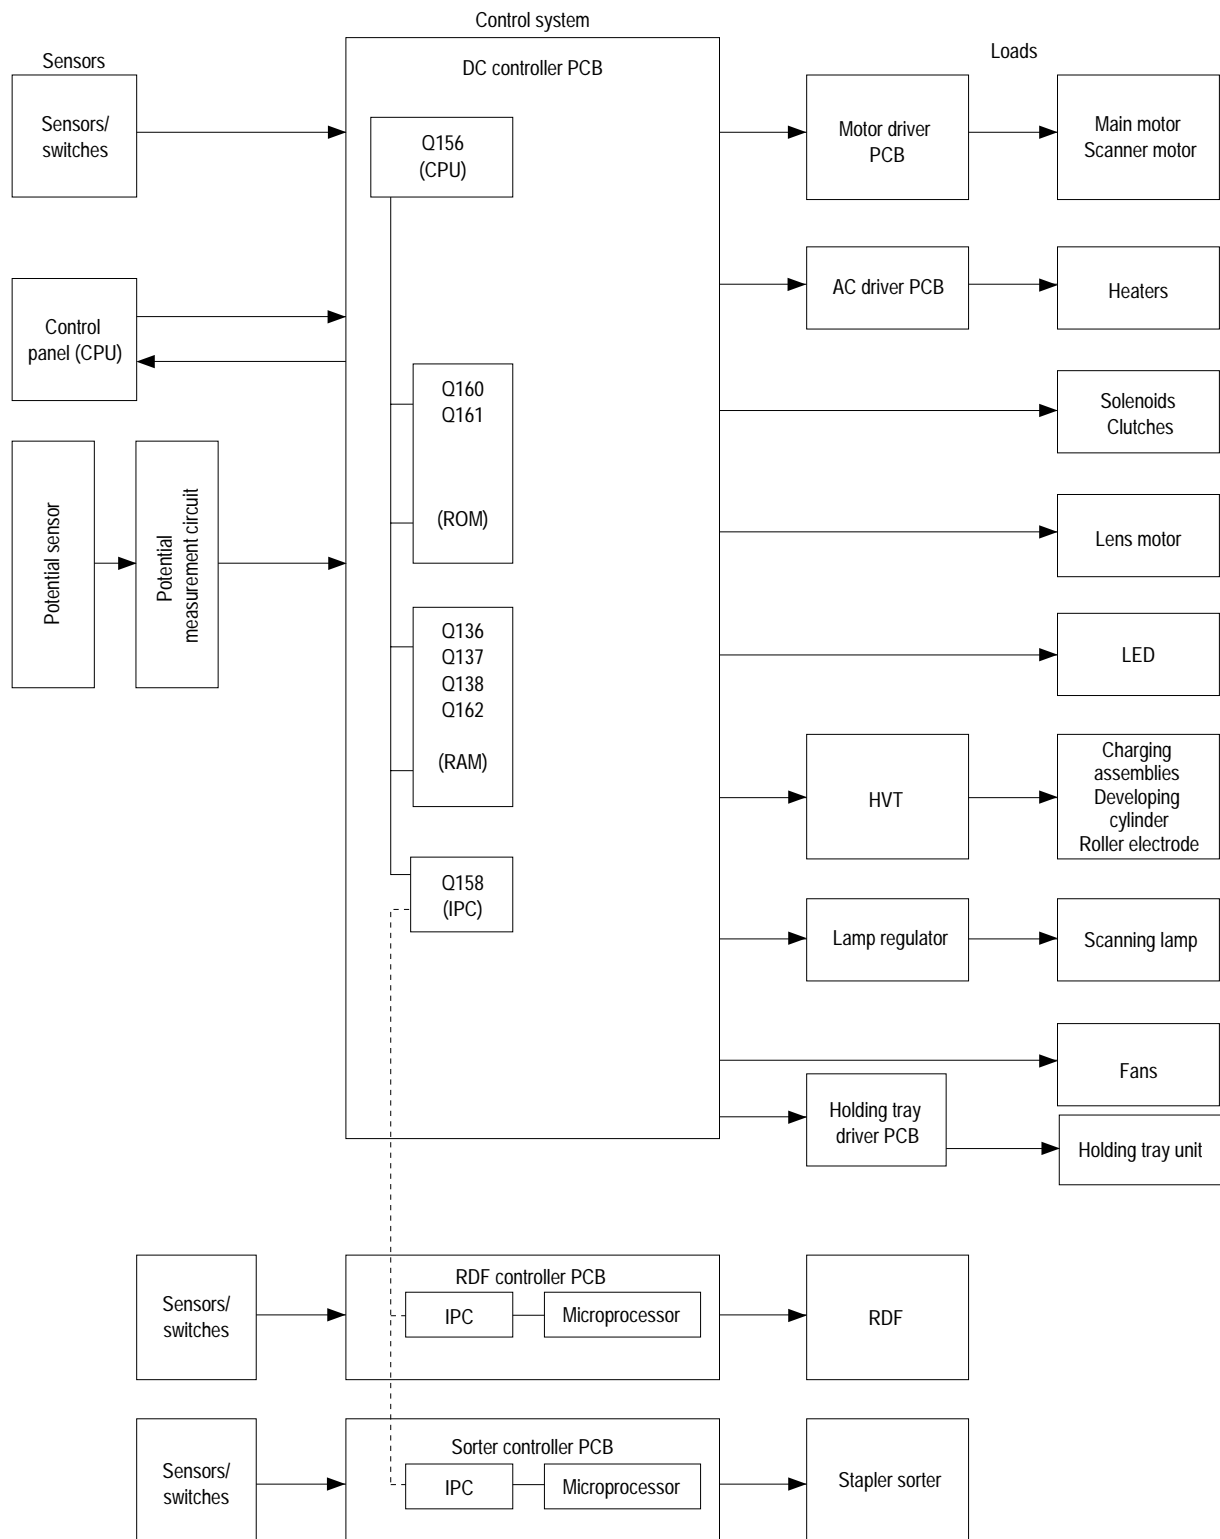 Control system
Sensors
Loads
DC controller PCB
Sensors/
switches
Q156
(CPU)
Motor driver
PCB
Main motor
Scanner motor
Control
panel (CPU)
AC driver PCB
Heaters
Q160
Q161
(ROM)
Solenoids
Clutches
Potential sensor
Potential
measurement circuit
Lens motor
Q136
Q137
Q138
Q162
(RAM)
LED
HVT
Charging
assemblies
Developing
cylinder
Roller electrode
Q158
(IPC)
Lamp regulator
Scanning lamp
Fans
Holding tray
driver PCB
Holding tray unit
Sensors/
switches
RDF controller PCB
IPC
Microprocessor
RDF
Sensors/
switches
Sorter controller PCB
IPC
Microprocessor
Stapler sorter